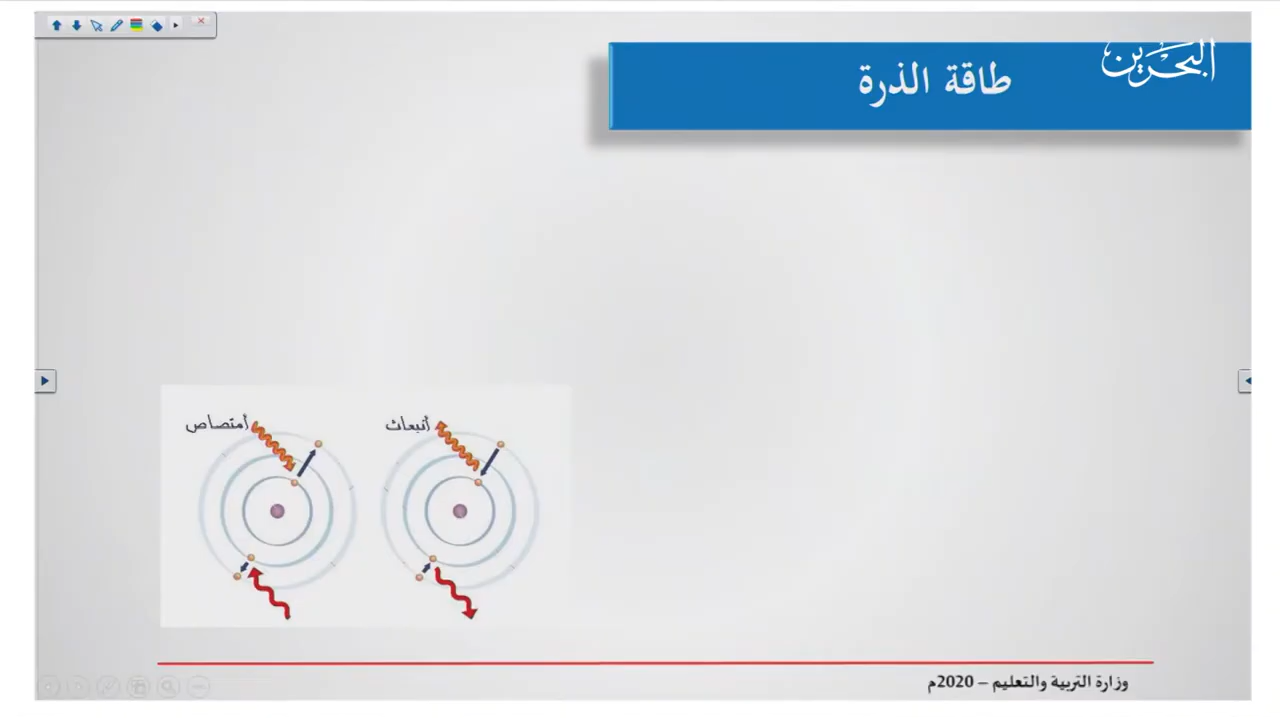 البحرين
طاقة الذرة
أمتصاص
أنبعاث
وزارة التربية والتعليم – 2020م